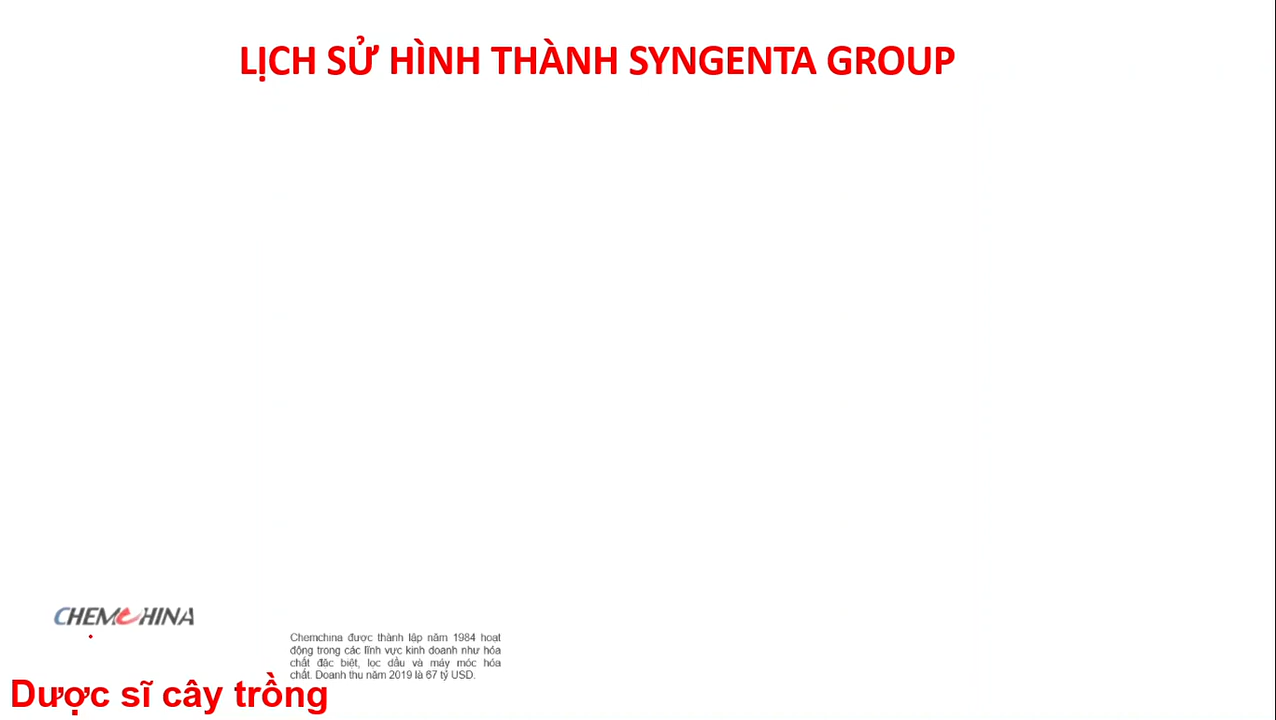 LỊCH SỬ HÌNH THÀNH SYNGENTA GROUP
CHEMCHINA
Chemchina được thành lập năm 1984 hoạt
động trong các lĩnh vực kinh doanh như hóa
chất đặc biệt, lọc dầu và máy móc hóa
chất. Doanh thu năm 2019 là 67 tỷ USD.
Dược sĩ cây trồng